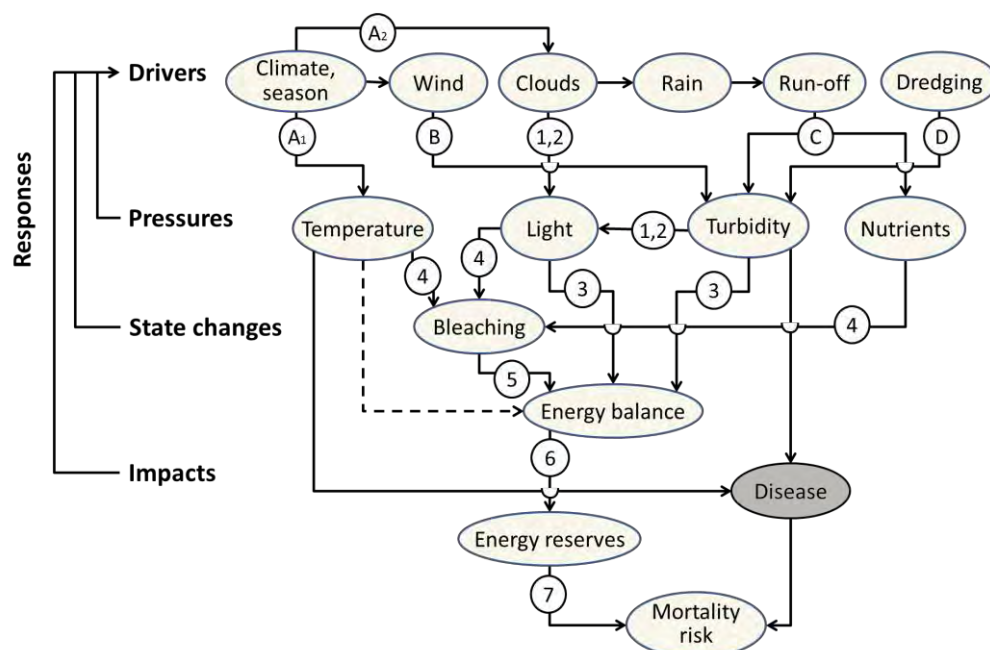 A2
Drivers
Climate,
season
Wind
Clouds
Rain
Run-off
Dredging
A1
B
1,2
C
D
Responses
Pressures
Temperature
Light
1,2
Turbidity
Nutrients
4
4
3
3
State changes
Bleaching
4
5
Energy balance
6
Impacts
Disease
Energy reserves
7
Mortality
risk